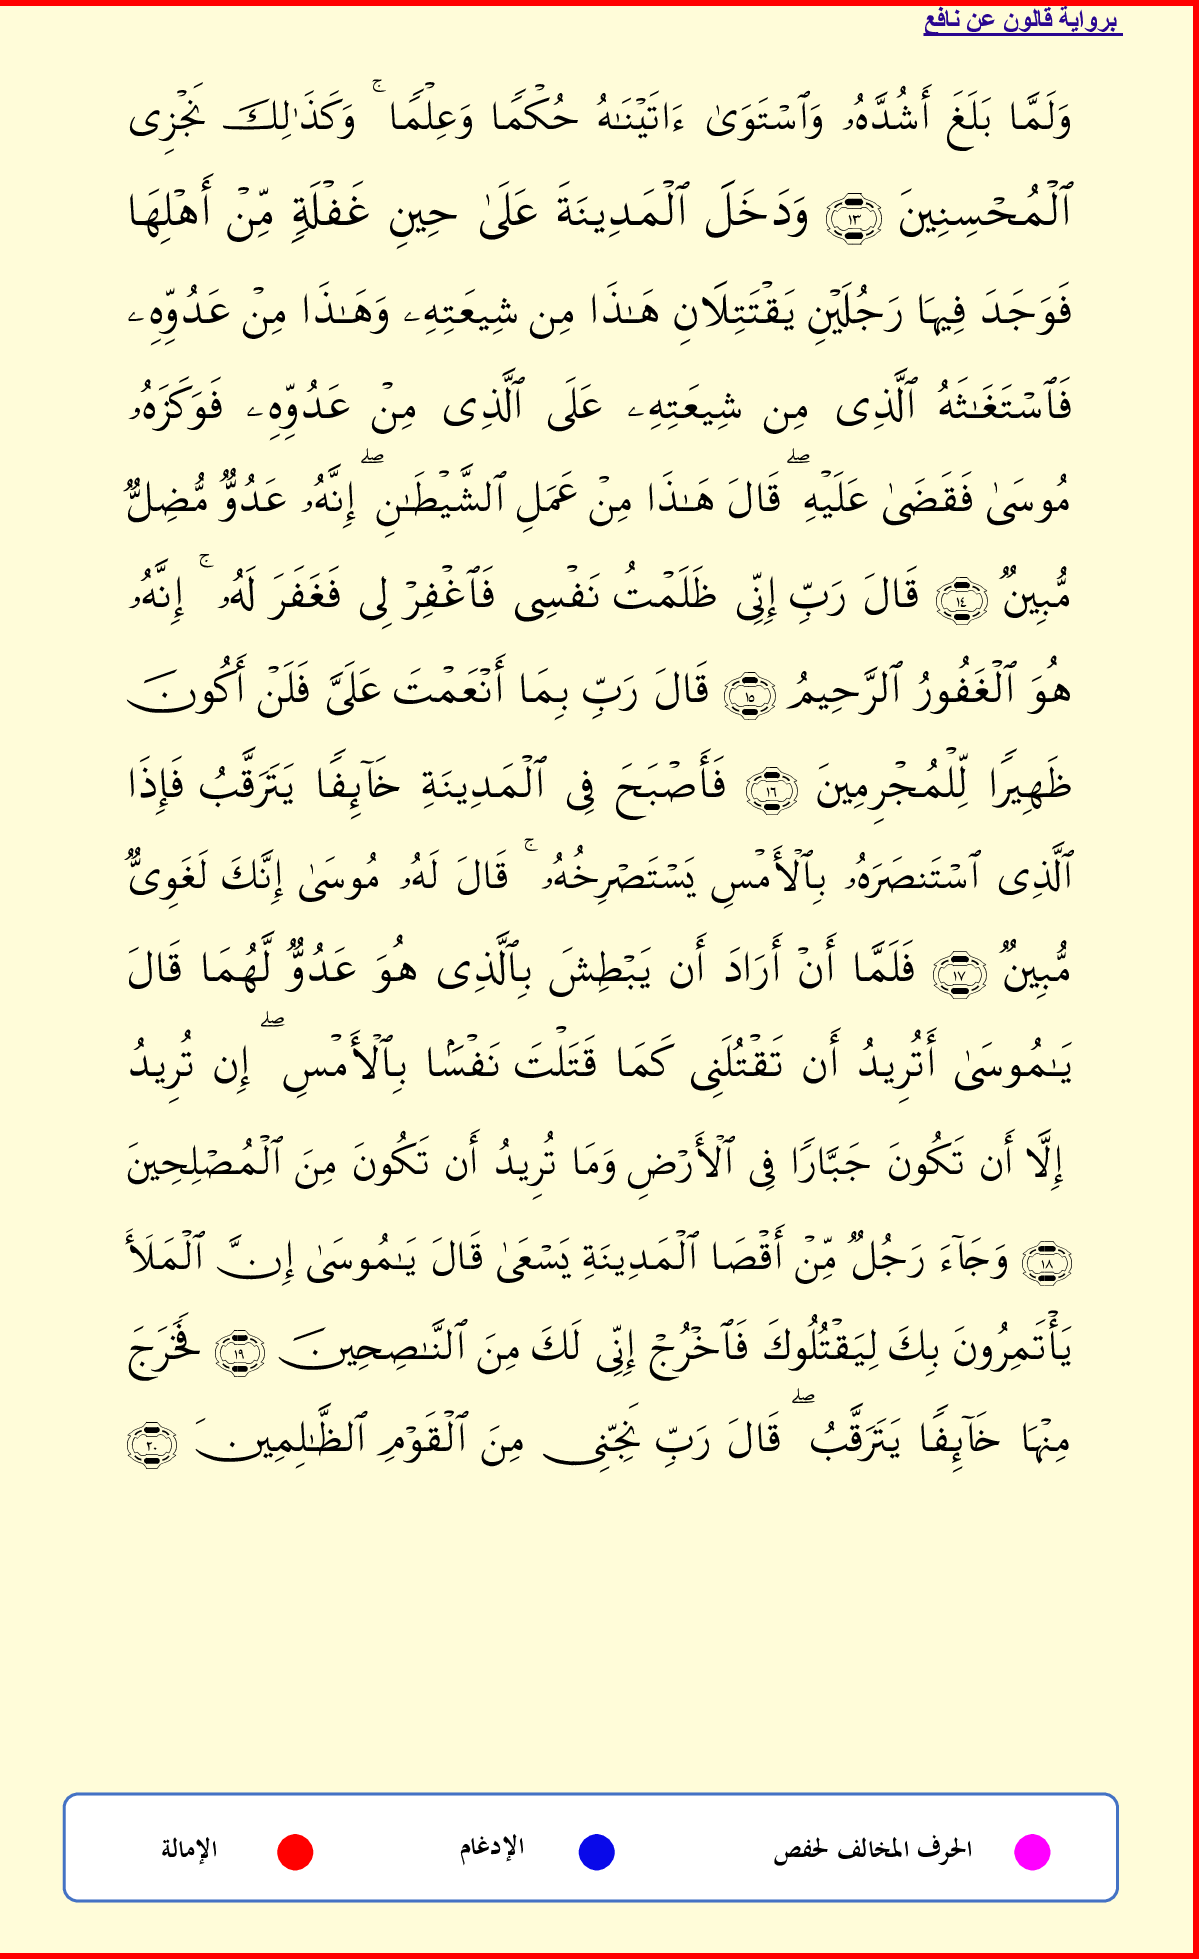 برواية قالون عن نافع
وَلَمَّا بَلَغَ أَشُدَّهُۥ وَٱسْتَوَىٰ ءَاتَيْنَٰهُ حُكْمًا وَعِلْمًا ۚ وَكَذَٰلِكَ نَجْزِى
ٱلْمُحْسِنِينَ ١٣ وَدَخَلَ ٱلْمَدِينَةَ عَلَىٰ حِينِ غَفْلَةٍ مِّنْ أَهْلِهَا
فَوَجَدَ فِيهَا رَجُلَيْنِ يَقْتَتِلَانِ هَٰذَا مِن شِيعَتِهِۦ وَهَٰذَا مِنْ عَدُوِّهِۦ
فَٱسْتَغَٰثَهُ ٱلَّذِى مِن شِيعَتِهِۦ عَلَى ٱلَّذِى مِنْ عَدُوِّهِۦ فَوَكَزَهُۥ
مُوسَىٰ فَقَضَىٰ عَلَيْهِ ۖ قَالَ هَٰذَا مِنْ عَمَلِ ٱلشَّيْطَٰنِ ۖ إِنَّهُۥ عَدُوٌّ مُّضِلٌّ
مُّبِينٌ ١٤ قَالَ رَبِّ إِنِّى ظَلَمْتُ نَفْسِى فَٱغْفِرْ لِى فَغَفَرَ لَهُۥ ۚ إِنَّهُۥ
هُوَ ٱلْغَفُورُ ٱلرَّحِيمُ ١٥ قَالَ رَبِّ بِمَا أَنْعَمْتَ عَلَىَّ فَلَنْ أَكُونَ
ظَهِيرًا لِّلْمُجْرِمِينَ ١٦ فَأَصْبَحَ فِى ٱلْمَدِينَةِ خَآئِفًا يَتَرَقَّبُ فَإِذَا
ٱلَّذِى ٱسْتَنصَرَهُۥ بِٱلْأَمْسِ يَسْتَصْرِخُهُۥ ۚ قَالَ لَهُۥ مُوسَىٰ إِنَّكَ لَغَوِىٌّ
مُّبِينٌ ١٧ فَلَمَّا أَنْ أَرَادَ أَن يَبْطِشَ بِٱلَّذِى هُوَ عَدُوٌّ لَّهُمَا قَالَ
يَٰمُوسَىٰ أَتُرِيدُ أَن تَقْتُلَنِى كَمَا قَتَلْتَ نَفْسًۢا بِٱلْأَمْسِ ۖ إِن تُرِيدُ
إِلَّا أَن تَكُونَ جَبَّارًا فِى ٱلْأَرْضِ وَمَا تُرِيدُ أَن تَكُونَ مِنَ ٱلْمُصْلِحِينَ
١٨ وَجَآءَ رَجُلٌ مِّنْ أَقْصَا ٱلْمَدِينَةِ يَسْعَىٰ قَالَ يَٰمُوسَىٰ إِنَّ ٱلْمَلَأَ
يَأْتَمِرُونَ بِكَ لِيَقْتُلُوكَ فَٱخْرُجْ إِنِّى لَكَ مِنَ ٱلنَّٰصِحِينَ ١٩ فَخَرَجَ
مِنْهَا خَآئِفًا يَتَرَقَّبُ ۖ قَالَ رَبِّ نَجِّنِى مِنَ ٱلْقَوْمِ ٱلظَّٰلِمِينَ ٢٠
الحرف المخالف لحفص الإدغام الإمالة